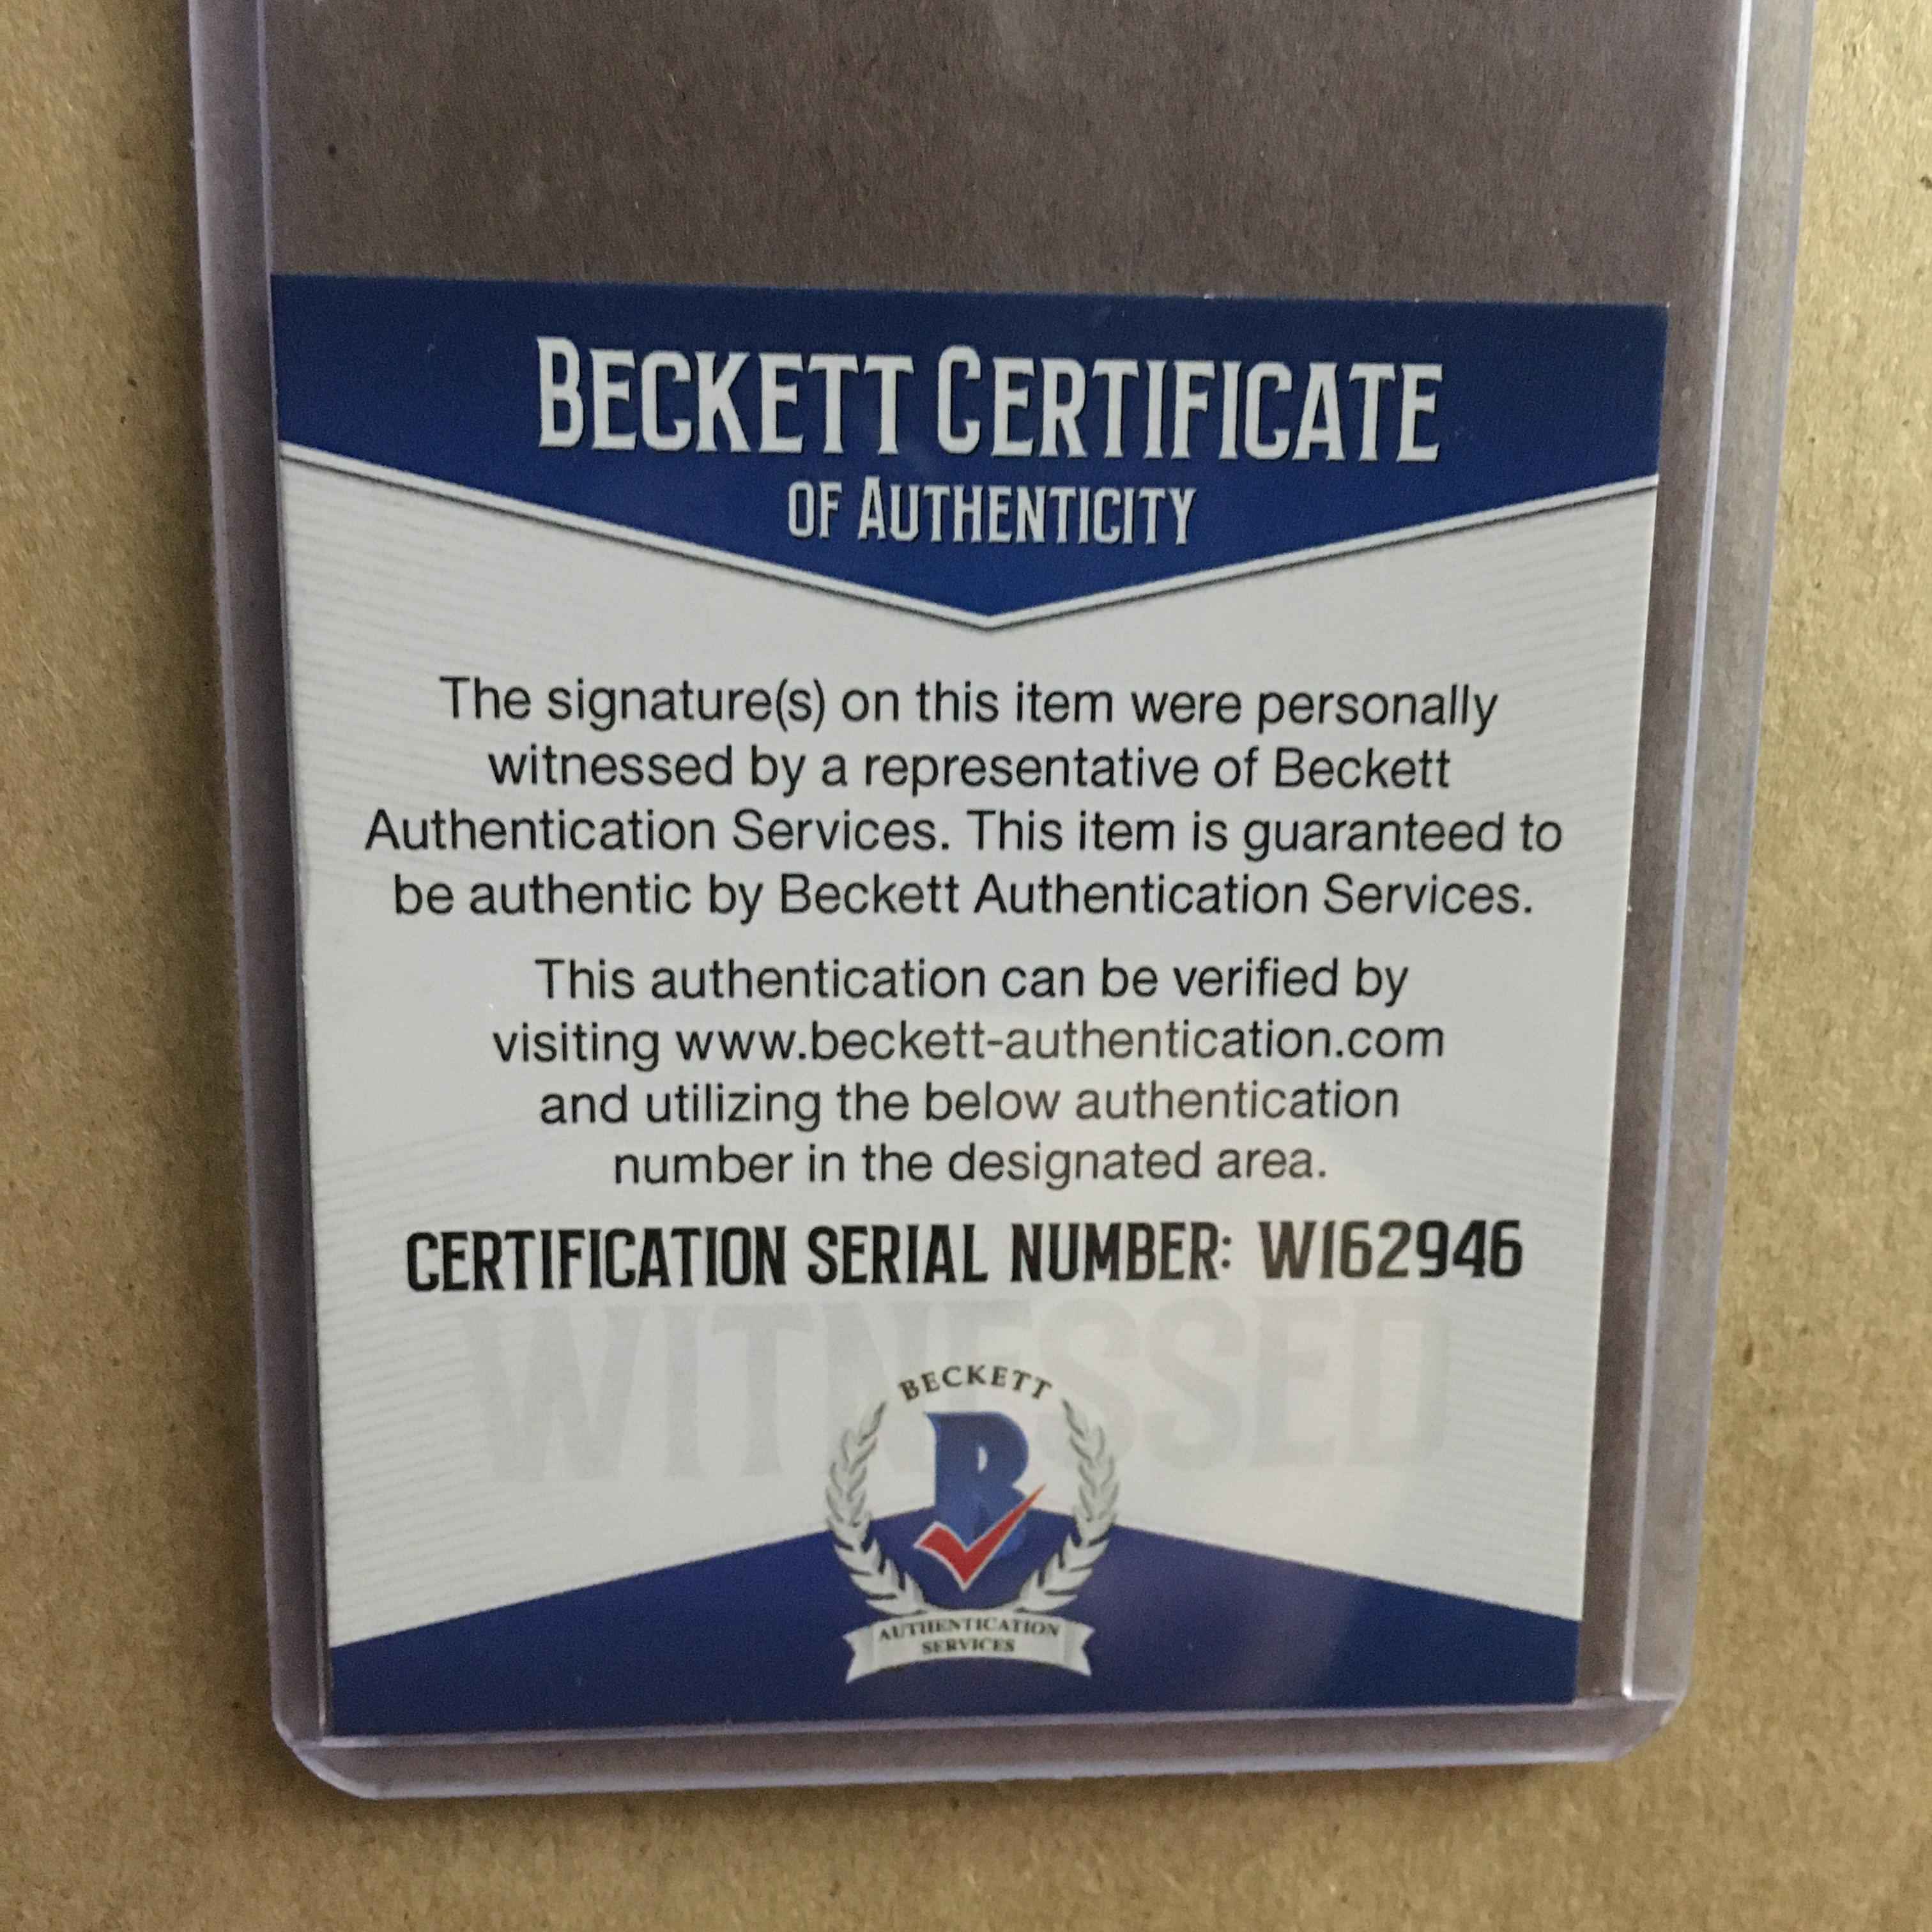 BECKETT CERTIFICATE
OF AUTHENTICITY
The signature(s) on this item were personally
witnessed by a representative of Beckett
Authentication Services. This item is guaranteed to
be authentic by Beckett Authentication Services.
This authentication can be verified by
visiting www.beckett-authentication.com
and utilizing the below authentication
number in the designated area.
CERTIFICATION SERIAL NUMBER: W162946
WITNESSED
BECKETT
B
AUTHENTICATION
SERVICES